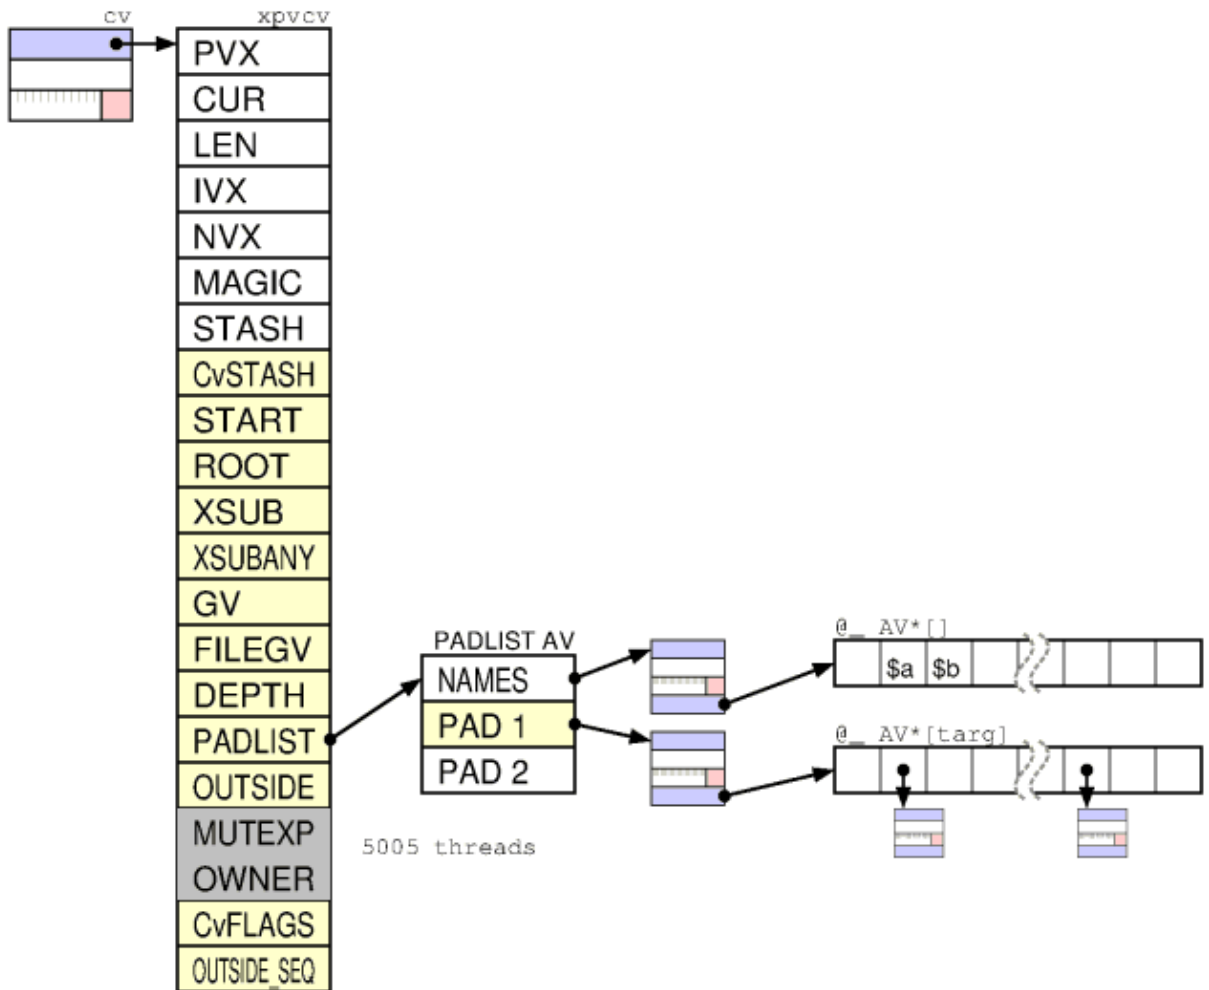 cv
xpvcv
PVX
CUR
LEN
IVX
NVX
MAGIC
STASH
CvSTASH
START
ROOT
XSUB
XSUBANY
GV
FILEGV
DEPTH
PADLIST
OUTSIDE
MUTEXP
OWNER
CvFLAGS
OUTSIDE_SEQ
5005 threads
PADLIST AV
NAMES
PAD 1
PAD 2
@_ AV*[]
$a $b
@_ AV*[targ]